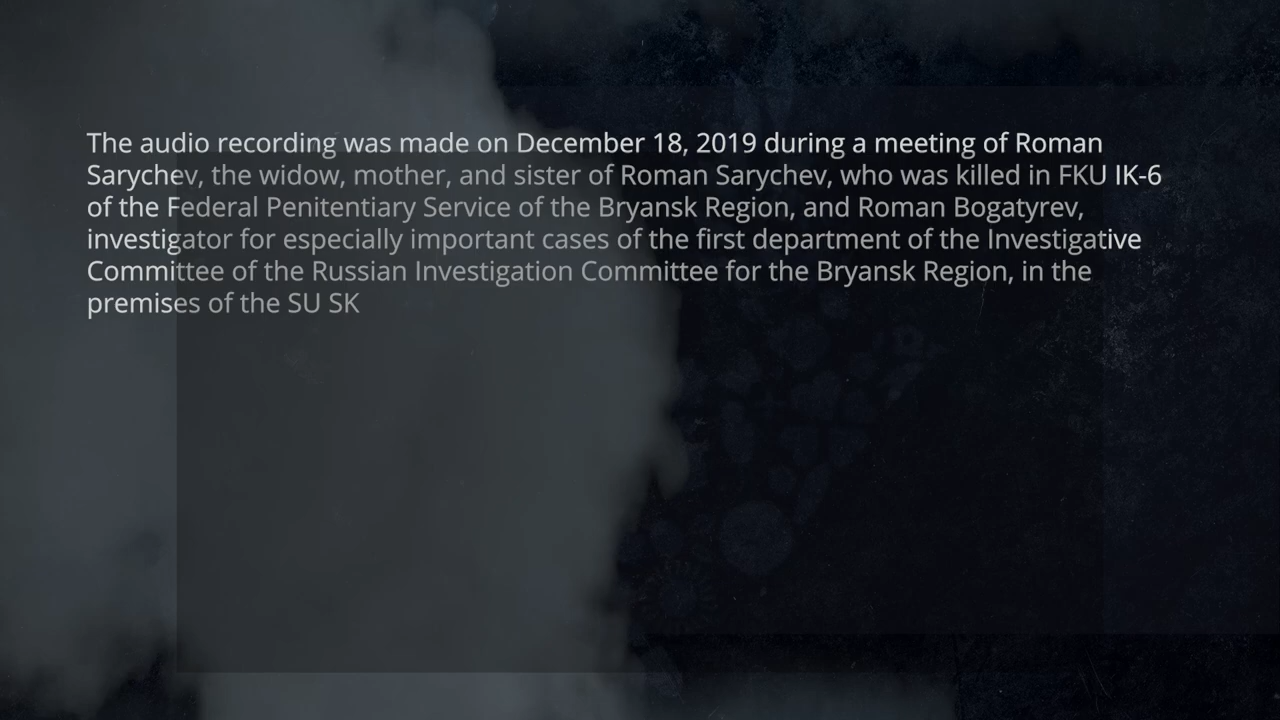 The audio recording was made on December 18, 2019 during a meeting of Roman
Sarychev, the widow, mother, and sister of Roman Sarychev, who was killed in FKU IK-6
of the Federal Penitentiary Service of the Bryansk Region, and Roman Bogatyrev,
investigator for especially important cases of the first department of the Investigative
Committee of the Russian Investigation Committee for the Bryansk Region, in the
premises of the SU SK